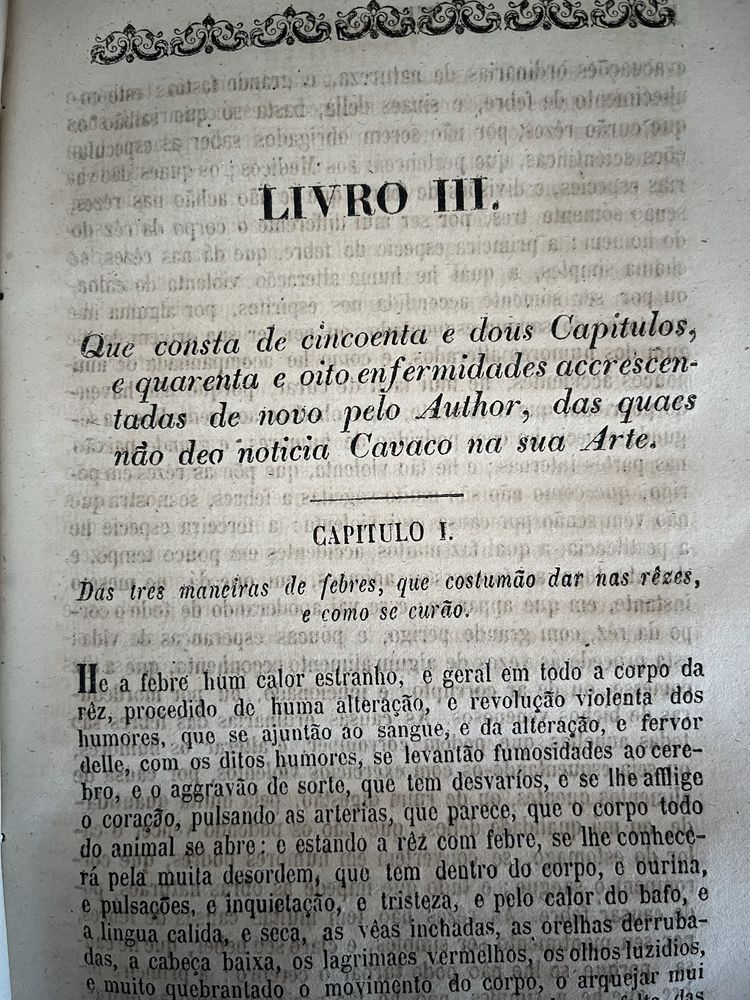 LIVRO III.
Que consta de cincoenta e dous Capitulos,
e quarenta e oito enfermidades accrescen-
tadas de novo pelo Author, das quaes
não deo noticia Cavaco na sua Arte.
CAPITULO I.
Das tres maneiras de febres, que costumão dar nas rêzes,
e como se curão.
He a febre hum calor estranho, e geral em todo a corpo da
rêz, procedido de huma alteração, e revolução violenta dos
humores, que se ajuntão ao sangue, e da alteração, e fervor
delle, com os ditos humores, se levantão fumosidades ao cere-
bro, e o aggravão de sorte, que tem desvaríos, e se lhe afflige
o coração, pulsando as arterias, que parece, que o corpo todo
do animal se abre: e estando a rêz com febre, se lhe conhece-
rá pela muita desordem, que tem dentro do corpo, e ourina,
e pulsações, e inquietação, e tristeza, e pelo calor do bafo, e
a lingua calida, e seca, as vêas inchadas, as orelhas derruba-
das, a cabeça baixa, os lagrimaes vermelhos, os olhos luzidios,
e muito quebrantado o movimento do corpo, o arquejar mui